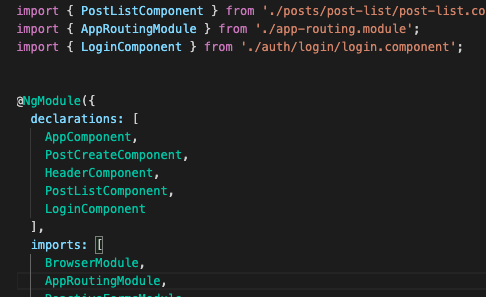 import { PostListComponent } from './posts/post-list/post-list.co
import { AppRoutingModule } from './app-routing.module';
import { LoginComponent } from './auth/login/login.component';
@NgModule({
declarations: [
AppComponent,
PostCreateComponent,
HeaderComponent,
PostListComponent,
LoginComponent
],
imports: [
BrowserModule,
AppRoutingModule,